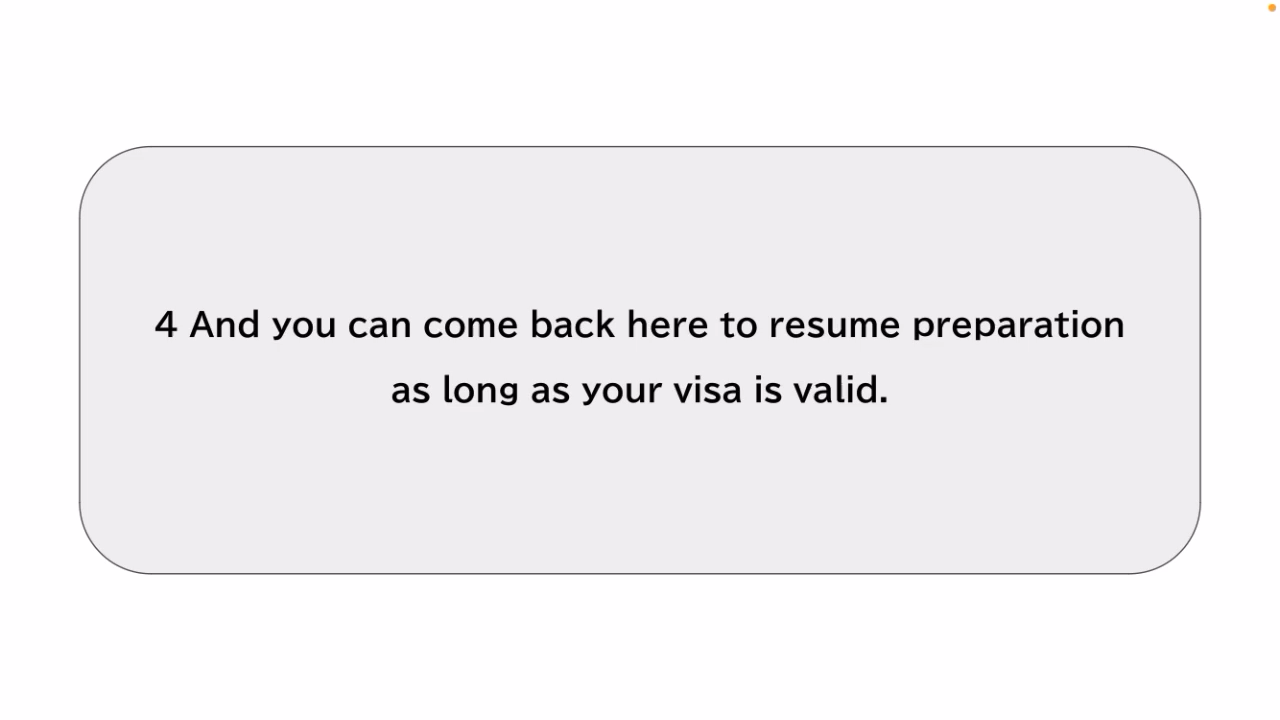 4 And you can come back here to resume preparation
as long as your visa is valid.